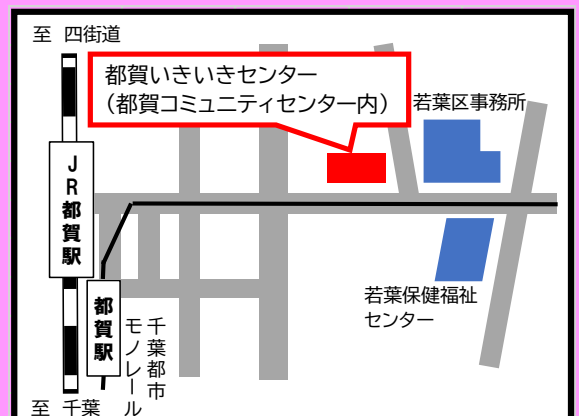 至 四街道
都賀いきいきセンター
（都賀コミュニティセンター内）
若葉区事務所
JR都賀駅
都賀駅
千葉都市
モノレール
若葉保健福祉
センター
至 千葉